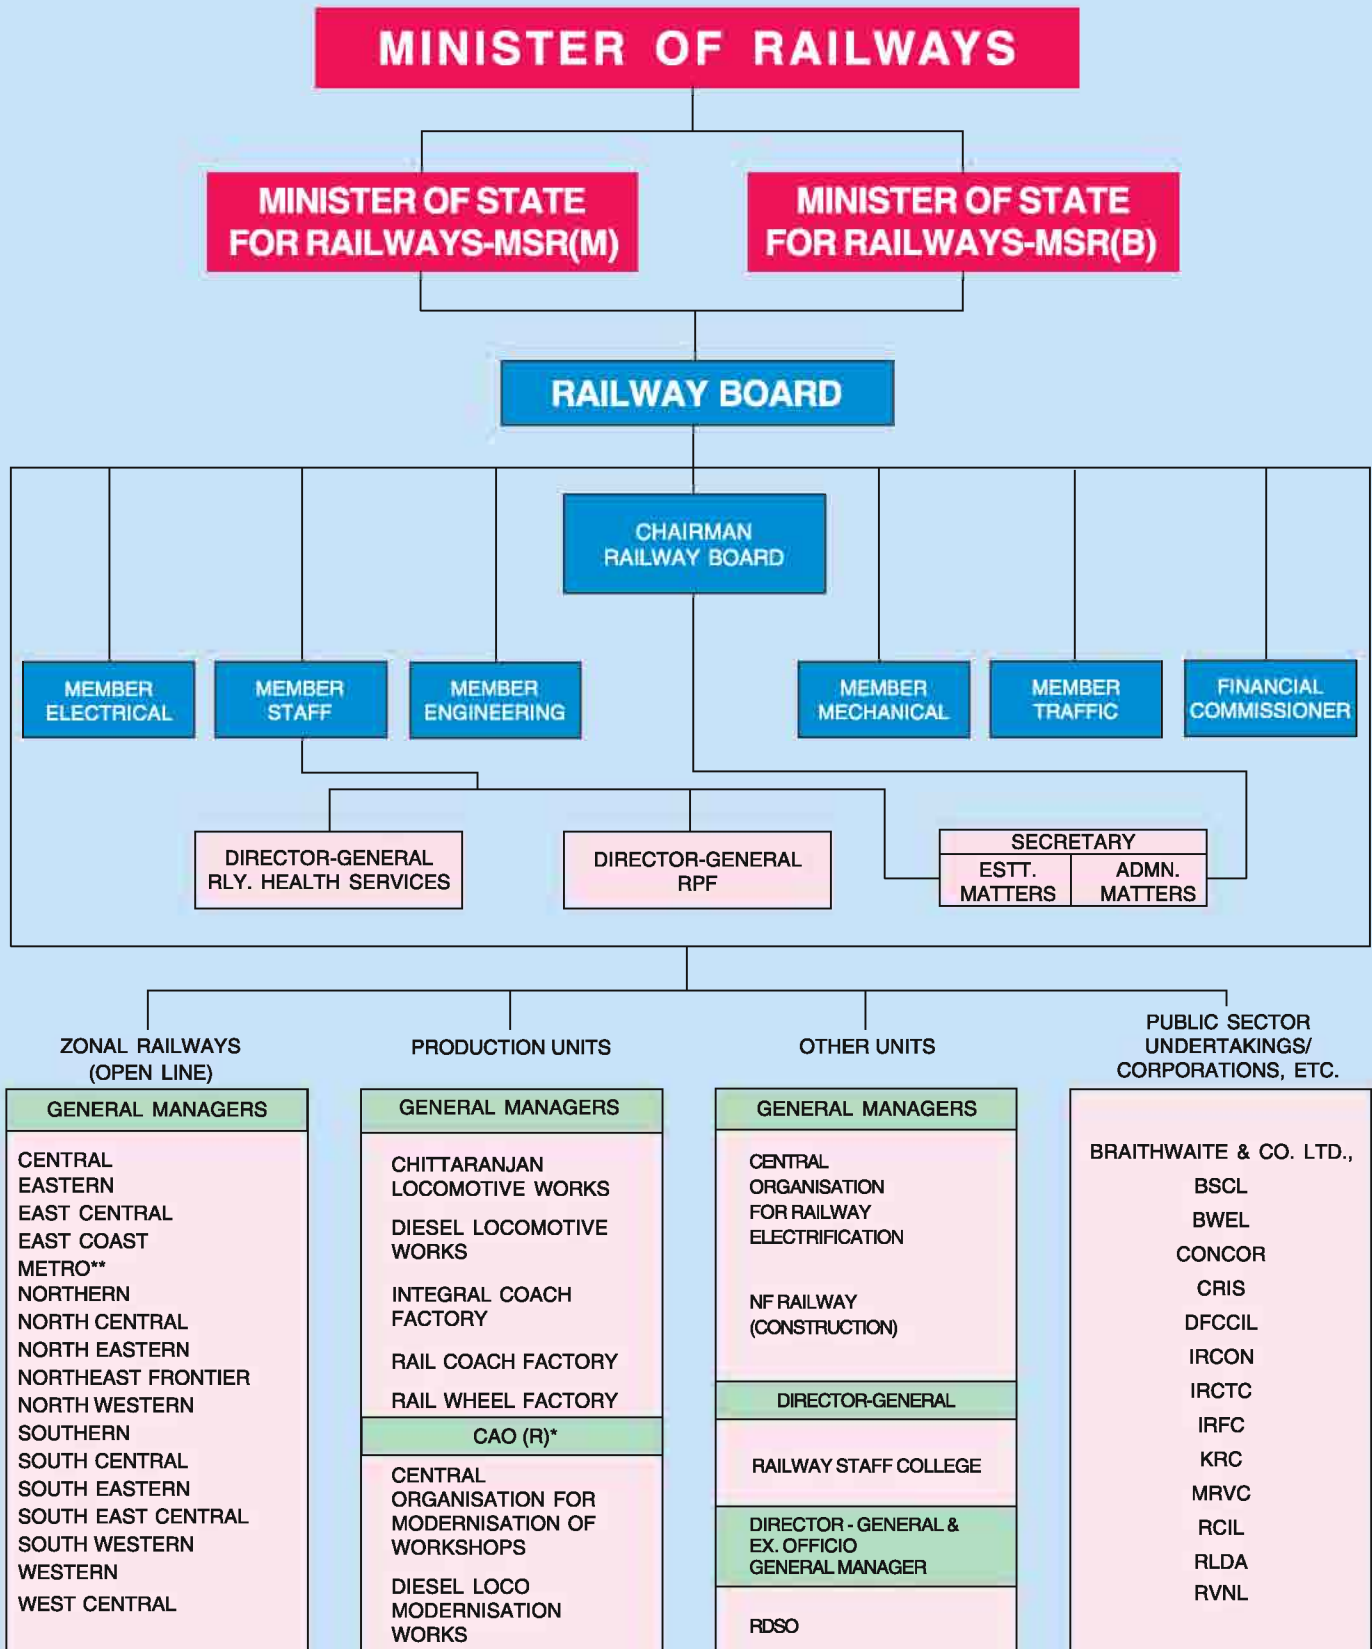 MINISTER OF RAILWAYS
MINISTER OF STATE
FOR RAILWAYS-MSR(M)
MINISTER OF STATE
FOR RAILWAYS-MSR(B)
RAILWAY BOARD
CHAIRMAN
RAILWAY BOARD
MEMBER
ELECTRICAL
MEMBER
STAFF
MEMBER
ENGINEERING
MEMBER
MECHANICAL
MEMBER
TRAFFIC
FINANCIAL
COMMISSIONER
DIRECTOR-GENERAL
RLY. HEALTH SERVICES
DIRECTOR-GENERAL
RPF
SECRETARY
ESTT.
MATTERS
ADMN.
MATTERS
ZONAL RAILWAYS
(OPEN LINE)
GENERAL MANAGERS
CENTRAL
EASTERN
EAST CENTRAL
EAST COAST
METRO**
NORTHERN
NORTH CENTRAL
NORTH EASTERN
NORTHEAST FRONTIER
NORTH WESTERN
SOUTHERN
SOUTH CENTRAL
SOUTH EASTERN
SOUTH EAST CENTRAL
SOUTH WESTERN
WESTERN
WEST CENTRAL
PRODUCTION UNITS
GENERAL MANAGERS
CHITTARANJAN
LOCOMOTIVE WORKS
DIESEL LOCOMOTIVE
WORKS
INTEGRAL COACH
FACTORY
RAIL COACH FACTORY
RAIL WHEEL FACTORY
CAO (R)*
CENTRAL
ORGANISATION FOR
MODERNISATION OF
WORKSHOPS
DIESEL LOCO
MODERNISATION
WORKS
OTHER UNITS
GENERAL MANAGERS
CENTRAL
ORGANISATION
FOR RAILWAY
ELECTRIFICATION
NF RAILWAY
(CONSTRUCTION)
DIRECTOR-GENERAL
RAILWAY STAFF COLLEGE
DIRECTOR - GENERAL &
EX. OFFICIO
GENERAL MANAGER
RDSO
PUBLIC SECTOR
UNDERTAKINGS/
CORPORATIONS, ETC.
BRAITHWAITE & CO. LTD.,
BSCL
BWEL
CONCOR
CRIS
DFCCIL
IRCON
IRCTC
IRFC
KRC
MRVC
RCIL
RLDA
RVNL